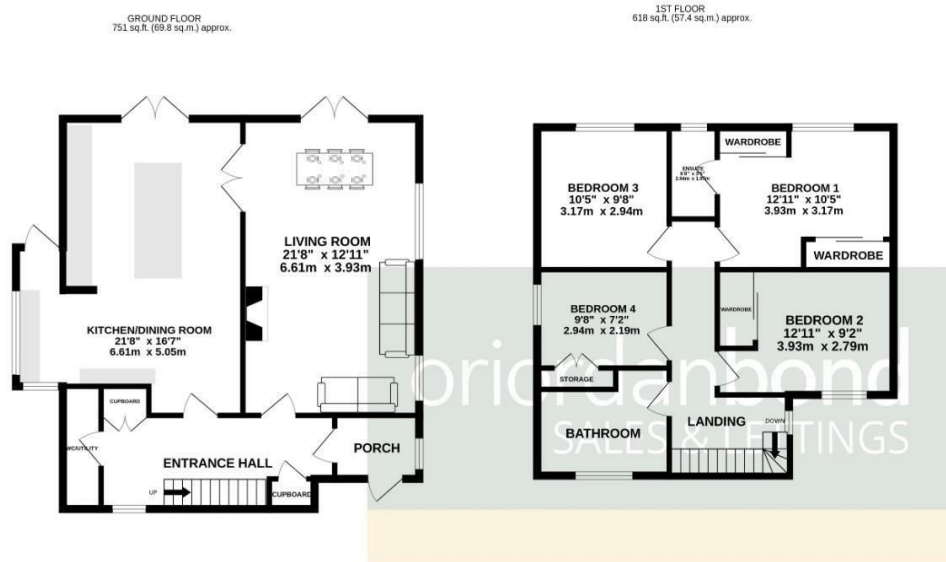 GROUND FLOOR
751 sq.ft. (69.8 sq.m.) approx.
1ST FLOOR
618 sq.ft. (57.4 sq.m.) approx.
LIVING ROOM
21'8" x 12'11"
6.61m x 3.93m
KITCHEN/DINING ROOM
21'8" x 16'7"
6.61m x 5.05m
CUPBOARD
WC/UTILITY
ENTRANCE HALL
UP
CUPBOARD
PORCH
BEDROOM 3
10'5" x 9'8"
3.17m x 2.94m
ENSUITE
WARDROBE
BEDROOM 1
12'11" x 10'5"
3.93m x 3.17m
WARDROBE
BEDROOM 4
9'8" x 7'2"
2.94m x 2.19m
STORAGE
WARDROBE
BEDROOM 2
12'11" x 9'2"
3.93m x 2.79m
BATHROOM
LANDING
DOWN
oriordanbond
SALES & LETTINGS